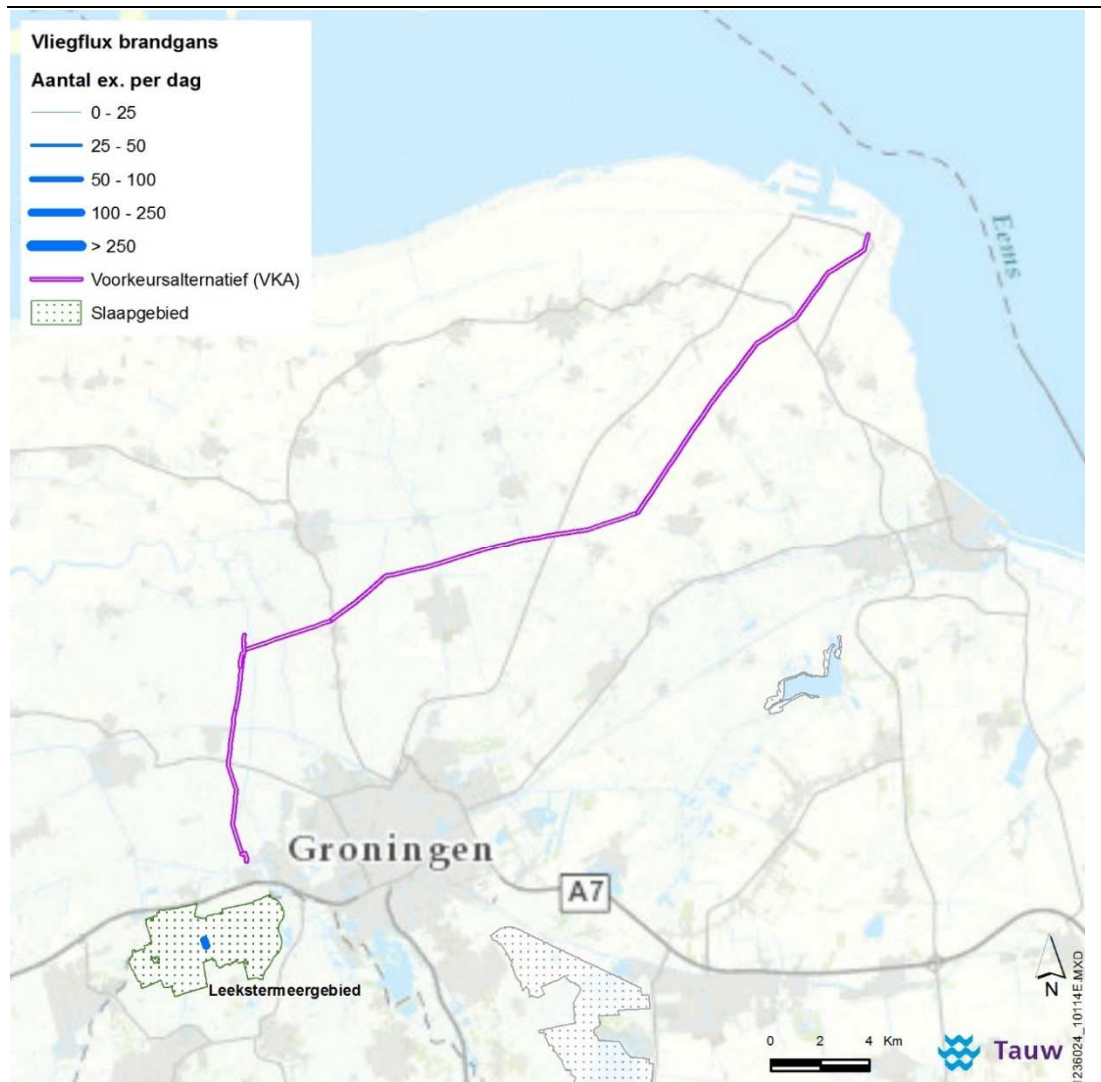 Vliegflux brandgans
Aantal ex. per dag
0 - 25
25 - 50
50 - 100
100 - 250
> 250
Voorkeursalternatief (VKA)
Slaapgebied
Eems
Groningen
A7
Leekstermeergebied
N
0 2 4 Km
Tauw
236024_10114E.MXD